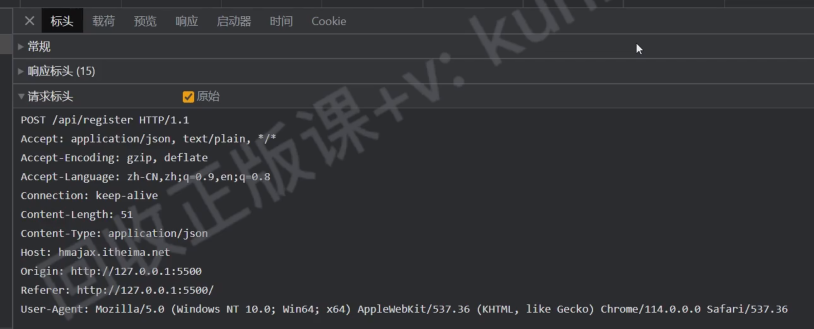 标头 载荷 预览 响应 启动器 时间 Cookie
常规
响应标头 (15)
请求标头 原始
POST /api/register HTTP/1.1
Accept: application/json, text/plain, */*
Accept-Encoding: gzip, deflate
Accept-Language: zh-CN,zh;q=0.9,en;q=0.8
Connection: keep-alive
Content-Length: 51
Content-Type: application/json
Host: hmajax.itheima.net
Origin: http://127.0.0.1:5500
Referer: http://127.0.0.1:5500/
User-Agent: Mozilla/5.0 (Windows NT 10.0; Win64; x64) AppleWebKit/537.36 (KHTML, like Gecko) Chrome/114.0.0.0 Safari/537.36
回收正版课+v: